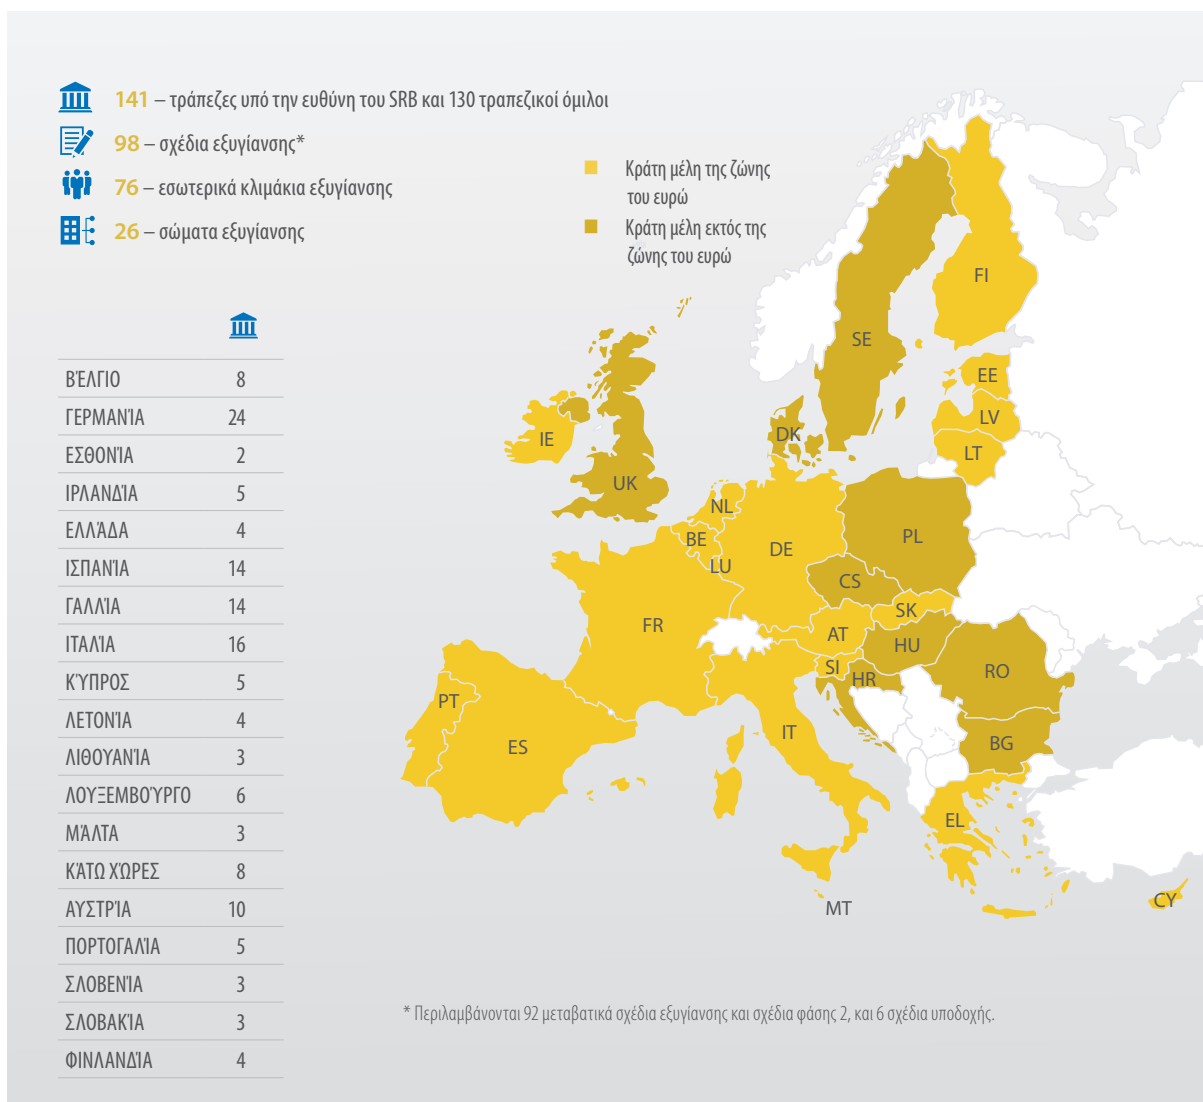 141 – τράπεζες υπό την ευθύνη του SRB και 130 τραπεζικοί όμιλοι
98 – σχέδια εξυγίανσης*
76 – εσωτερικά κλιμάκια εξυγίανσης
26 – σώματα εξυγίανσης
Κράτη μέλη της ζώνης
του ευρώ
Κράτη μέλη εκτός της
ζώνης του ευρώ
ΒΈΛΓΙΟ 8
ΓΕΡΜΑΝΊΑ 24
ΕΣΘΟΝΊΑ 2
ΙΡΛΑΝΔΊΑ 5
ΕΛΛΆΔΑ 4
ΙΣΠΑΝΊΑ 14
ΓΑΛΛΊΑ 14
ΙΤΑΛΊΑ 16
ΚΎΠΡΟΣ 5
ΛΕΤΟΝΊΑ 4
ΛΙΘΟΥΑΝΊΑ 3
ΛΟΥΞΕΜΒΟΎΡΓΟ 6
ΜΆΛΤΑ 3
ΚΆΤΩ ΧΏΡΕΣ 8
ΑΥΣΤΡΊΑ 10
ΠΟΡΤΟΓΑΛΊΑ 5
ΣΛΟΒΕΝΊΑ 3
ΣΛΟΒΑΚΊΑ 3
ΦΙΝΛΑΝΔΊΑ 4
FI
SE
EE
LV
LT
IE
DK
UK
NL
BE
LU
DE
PL
CS
SK
FR
AT
HU
SI
HR
RO
PT
ES
IT
BG
EL
MT
CY
* Περιλαμβάνονται 92 μεταβατικά σχέδια εξυγίανσης και σχέδια φάσης 2, και 6 σχέδια υποδοχής.